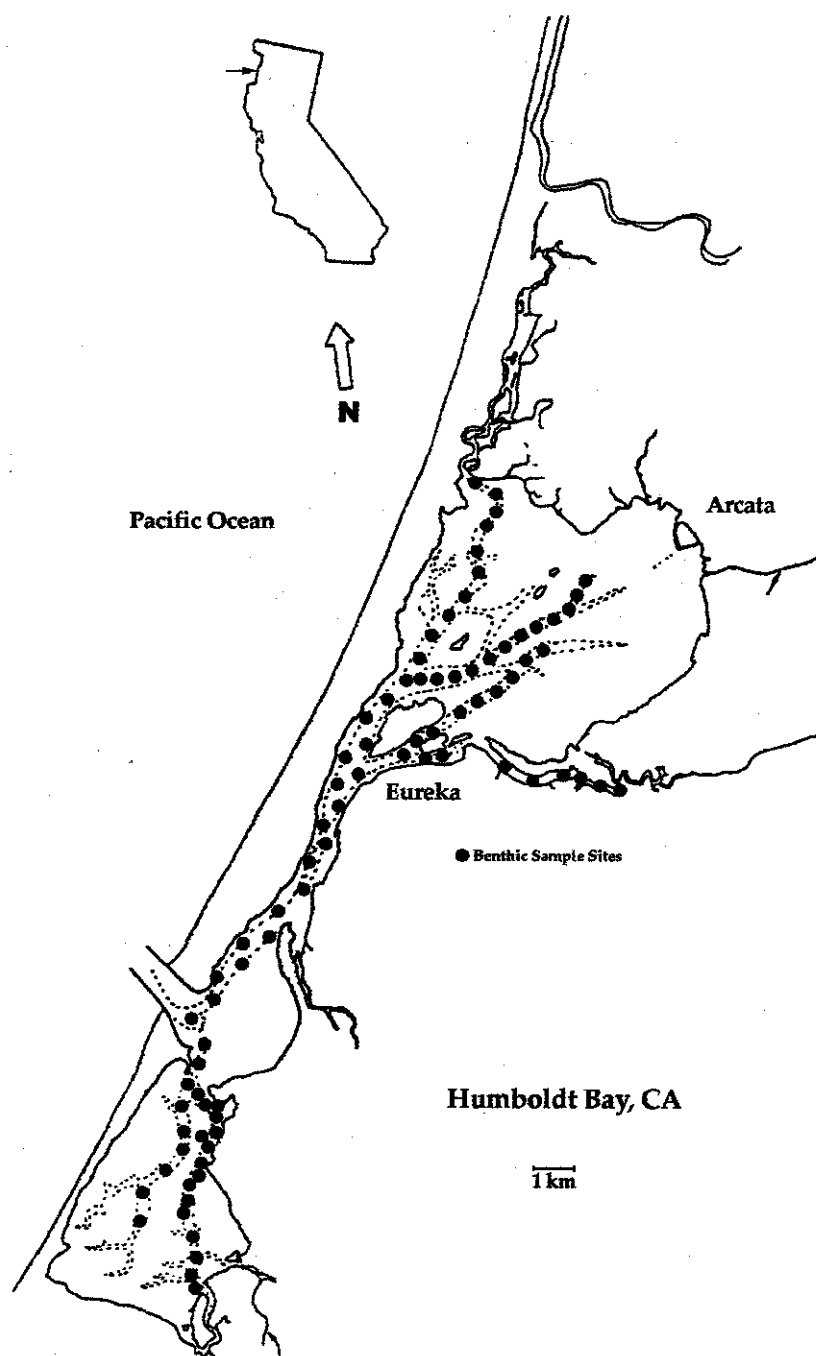 N
Pacific Ocean
Arcata
Eureka
Benthic Sample Sites
Humboldt Bay, CA
1 km